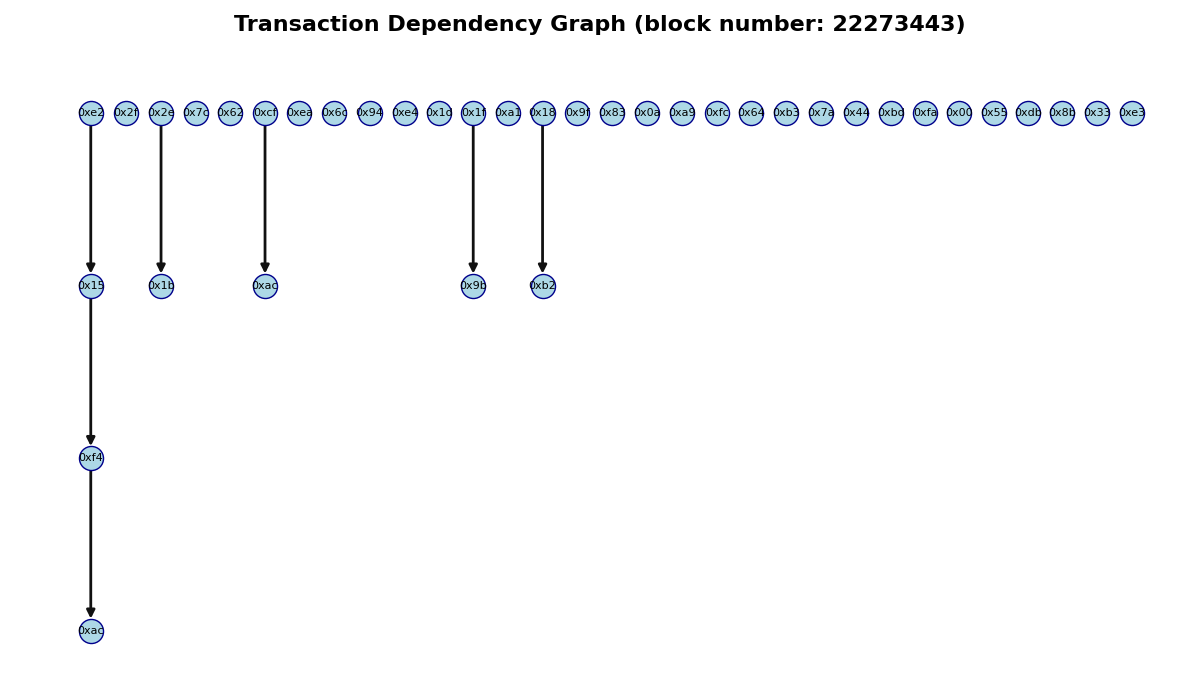 Transaction Dependency Graph (block number: 22273443)
0xe2 0x2f 0x2e 0x7c 0x62 0xcf 0xea 0x6c 0x94 0xe4 0x1d 0x1f 0xa1 0x18 0x9f 0x83 0x0a 0xa9 0xfc 0x64 0xb3 0x7a 0x44 0xbd 0xfa 0x00 0x55 0xdb 0x8b 0x33 0xe3
0x15 0x1b 0xac 0x9b 0xb2
0xf4
0xac